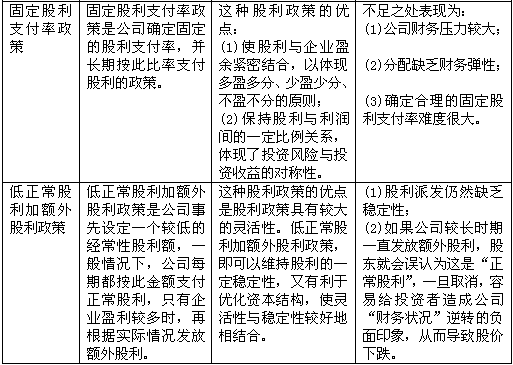 固定股利
支付率政
策
固定股利支付率政
策是公司确定固定
的股利支付率，并
长期按此比率支付
股利的政策。
这种股利政策的优
点：
(1)使股利与企业盈
余紧密结合，以体现
多盈多分、少盈少分、
不盈不分的原则；
(2)保持股利与利润
间的一定比例关系，
体现了投资风险与投
资收益的对称性。
不足之处表现为：
(1)公司财务压力较大；
(2)分配缺乏财务弹性；
(3)确定合理的固定股
利支付率难度很大。
低正常股
利加额外
股利政策
低正常股利加额外
股利政策是公司事
先设定一个较低的
经常性股利额，一
般情况下，公司每
期都按此金额支付
正常股利，只有企
业盈利较多时，再
根据实际情况发放
额外股利。
这种股利政策的优点
是股利政策具有较大
的灵活性。低正常股
利加额外股利政策，
即可以维持股利的一
定稳定性，又有利于
优化资本结构，使灵
活性与稳定性较好地
相结合。
(1)股利派发仍然缺乏
稳定性；
(2)如果公司较长时期
一直发放额外股利，股
东就会误认为这是“正
常股利”，一旦取消，容
易给投资者造成公司
“财务状况”逆转的负
面印象，从而导致股价
下跌。